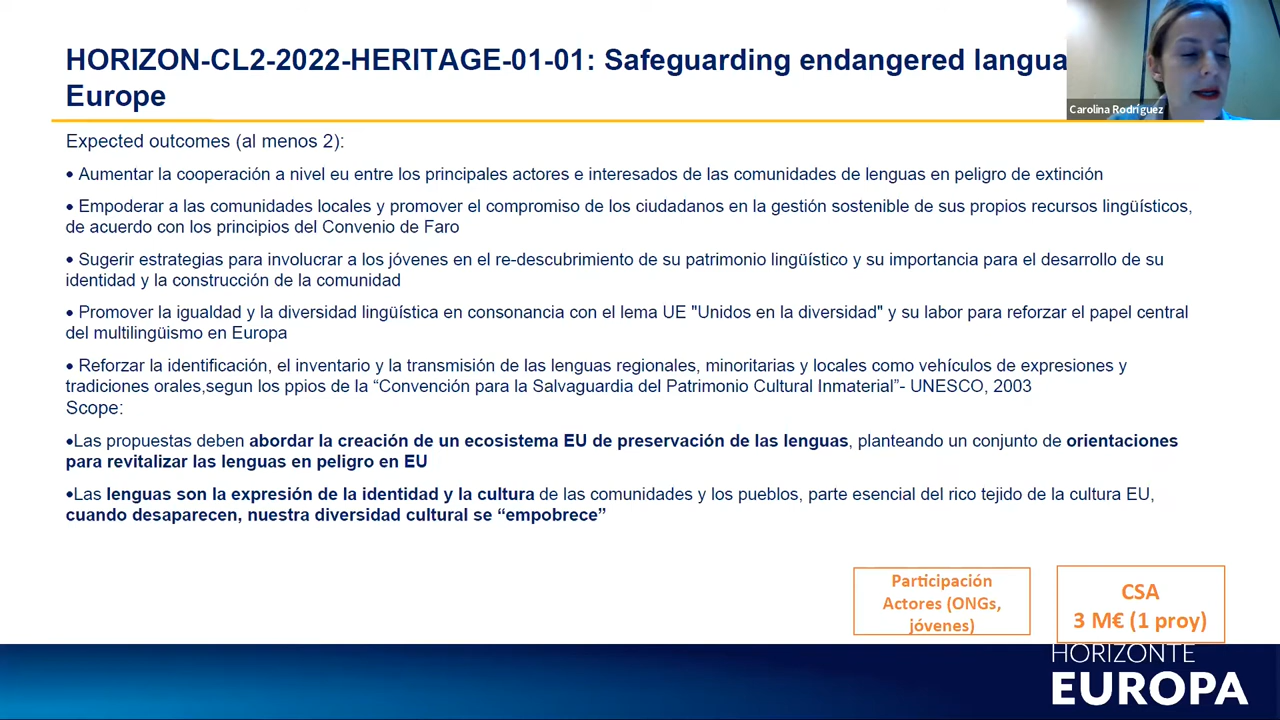 HORIZON-CL2-2022-HERITAGE-01-01: Safeguarding endangered langua
Europe
Carolina Rodríguez
Expected outcomes (al menos 2):
• Aumentar la cooperación a nivel eu entre los principales actores e interesados de las comunidades de lenguas en peligro de extinción
• Empoderar a las comunidades locales y promover el compromiso de los ciudadanos en la gestión sostenible de sus propios recursos lingüísticos,
de acuerdo con los principios del Convenio de Faro
• Sugerir estrategias para involucrar a los jóvenes en el re-descubrimiento de su patrimonio lingüístico y su importancia para el desarrollo de su
identidad y la construcción de la comunidad
• Promover la igualdad y la diversidad lingüística en consonancia con el lema UE "Unidos en la diversidad" y su labor para reforzar el papel central
del multilingüismo en Europa
• Reforzar la identificación, el inventario y la transmisión de las lenguas regionales, minoritarias y locales como vehículos de expresiones y
tradiciones orales,segun los ppios de la “Convención para la Salvaguardia del Patrimonio Cultural Inmaterial”- UNESCO, 2003
Scope:
•Las propuestas deben abordar la creación de un ecosistema EU de preservación de las lenguas, planteando un conjunto de orientaciones
para revitalizar las lenguas en peligro en EU
•Las lenguas son la expresión de la identidad y la cultura de las comunidades y los pueblos, parte esencial del rico tejido de la cultura EU,
cuando desaparecen, nuestra diversidad cultural se “empobrece”
Participación
Actores (ONGs,
jóvenes)
CSA
3 M€ (1 proy)
HORIZONTE
EUROPA